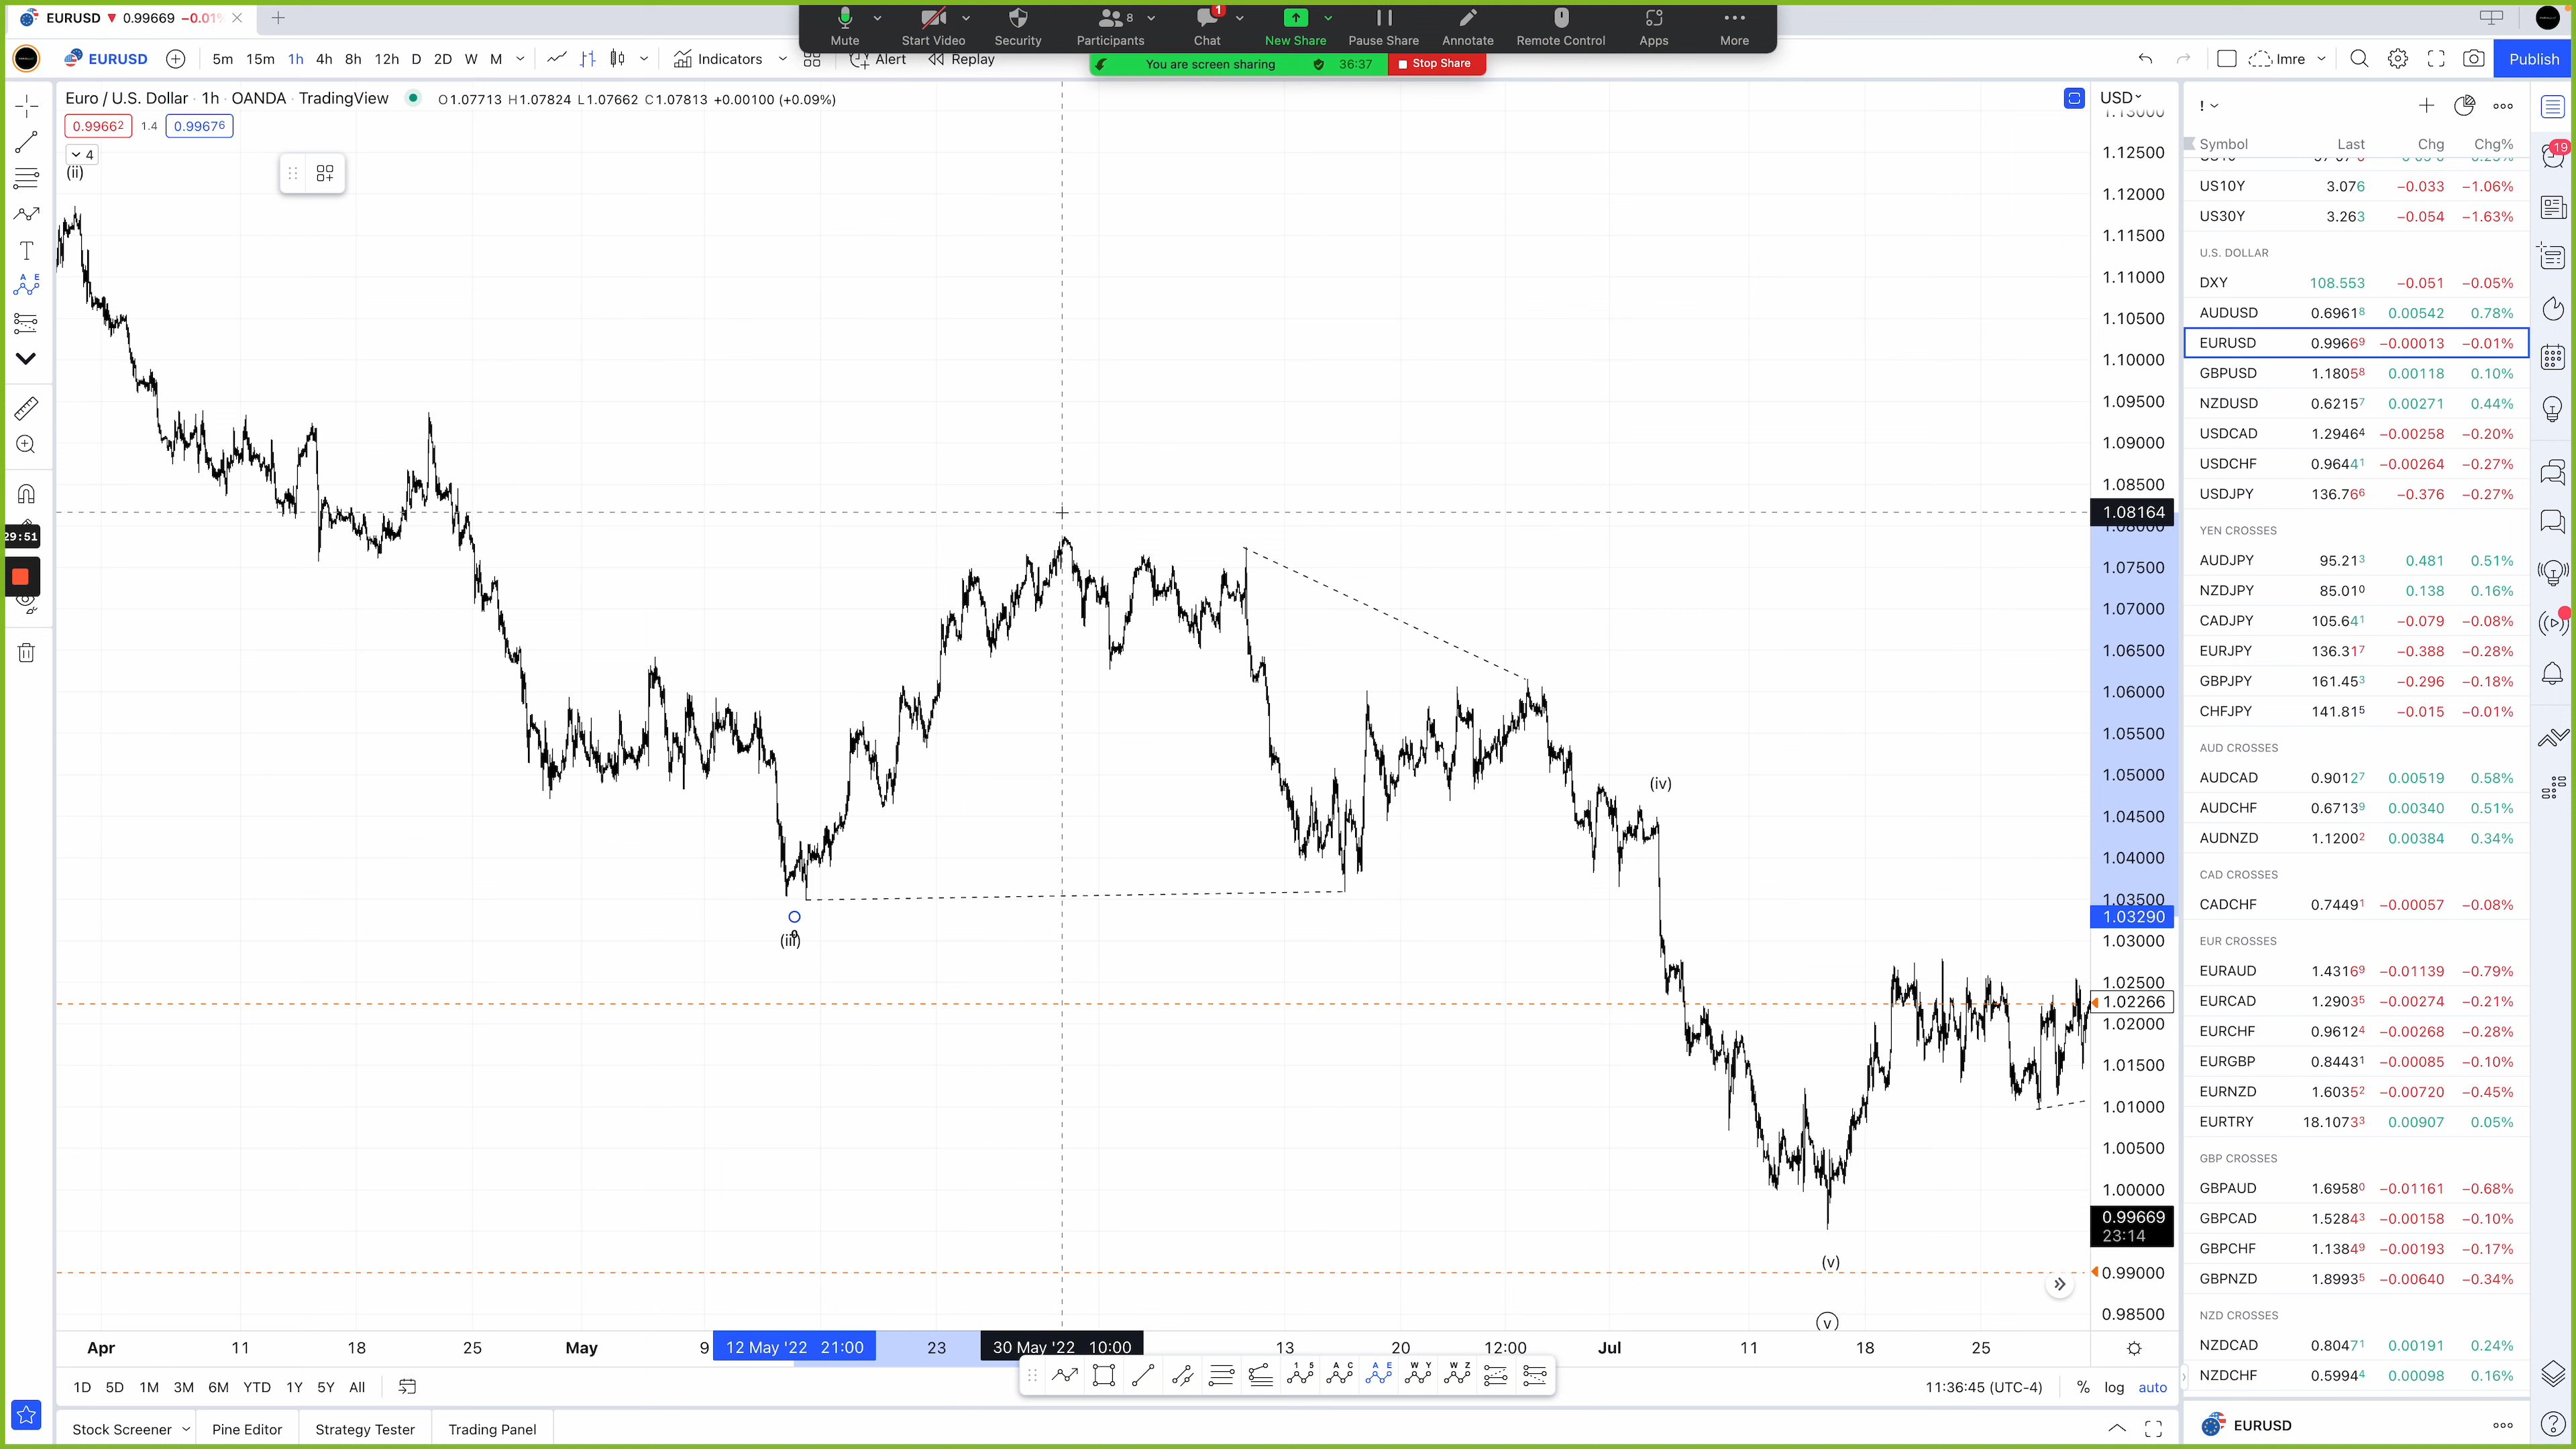 EURUSD ▼ 0.99669 −0.01%
Mute
Start Video
Security
8
Participants
1
Chat
New Share
Pause Share
Annotate
Remote Control
Apps
More
You are screen sharing 36:37 Stop Share
EURUSD 5m 15m 1h 4h 8h 12h D 2D W M Indicators Alert Replay Imre Publish
Euro / U.S. Dollar · 1h · OANDA · TradingView O1.07713 H1.07824 L1.07662 C1.07813 +0.00100 (+0.09%)
0.99662 1.4 0.99676
4
(ii)
A E
29:51
(iii)
(iv)
(v)
(v)
USD
1.13000
1.12500
1.12000
1.11500
1.11000
1.10500
1.10000
1.09500
1.09000
1.08500
1.08164
1.08000
1.07500
1.07000
1.06500
1.06000
1.05500
1.05000
1.04500
1.04000
1.03500
1.03290
1.03000
1.02500
1.02266
1.02000
1.01500
1.01000
1.00500
1.00000
0.99669
23:14
0.99000
0.98500
Apr 11 18 25 May 9 12 May '22 21:00 23 30 May '22 10:00 13 20 12:00 Jul 11 18 25
1 5 A C A E W Y W Z
1D 5D 1M 3M 6M YTD 1Y 5Y All 11:36:45 (UTC-4) % log auto
Stock Screener Pine Editor Strategy Tester Trading Panel
!
Symbol Last Chg Chg%
US10Y 3.076 −0.033 −1.06%
US30Y 3.263 −0.054 −1.63%
U.S. DOLLAR
DXY 108.553 −0.051 −0.05%
AUDUSD 0.69618 0.00542 0.78%
EURUSD 0.99669 −0.00013 −0.01%
GBPUSD 1.18058 0.00118 0.10%
NZDUSD 0.62157 0.00271 0.44%
USDCAD 1.29464 −0.00258 −0.20%
USDCHF 0.96441 −0.00264 −0.27%
USDJPY 136.766 −0.376 −0.27%
YEN CROSSES
AUDJPY 95.213 0.481 0.51%
NZDJPY 85.010 0.138 0.16%
CADJPY 105.641 −0.079 −0.08%
EURJPY 136.317 −0.388 −0.28%
GBPJPY 161.453 −0.296 −0.18%
CHFJPY 141.815 −0.015 −0.01%
AUD CROSSES
AUDCAD 0.90127 0.00519 0.58%
AUDCHF 0.67139 0.00340 0.51%
AUDNZD 1.12002 0.00384 0.34%
CAD CROSSES
CADCHF 0.74491 −0.00057 −0.08%
EUR CROSSES
EURAUD 1.43169 −0.01139 −0.79%
EURCAD 1.29035 −0.00274 −0.21%
EURCHF 0.96124 −0.00268 −0.28%
EURGBP 0.84431 −0.00085 −0.10%
EURNZD 1.60352 −0.00720 −0.45%
EURTRY 18.10733 0.00907 0.05%
GBP CROSSES
GBPAUD 1.69580 −0.01161 −0.68%
GBPCAD 1.52843 −0.00158 −0.10%
GBPCHF 1.13849 −0.00193 −0.17%
GBPNZD 1.89935 −0.00640 −0.34%
NZD CROSSES
NZDCAD 0.80471 0.00191 0.24%
NZDCHF 0.59944 0.00098 0.16%
EURUSD
19